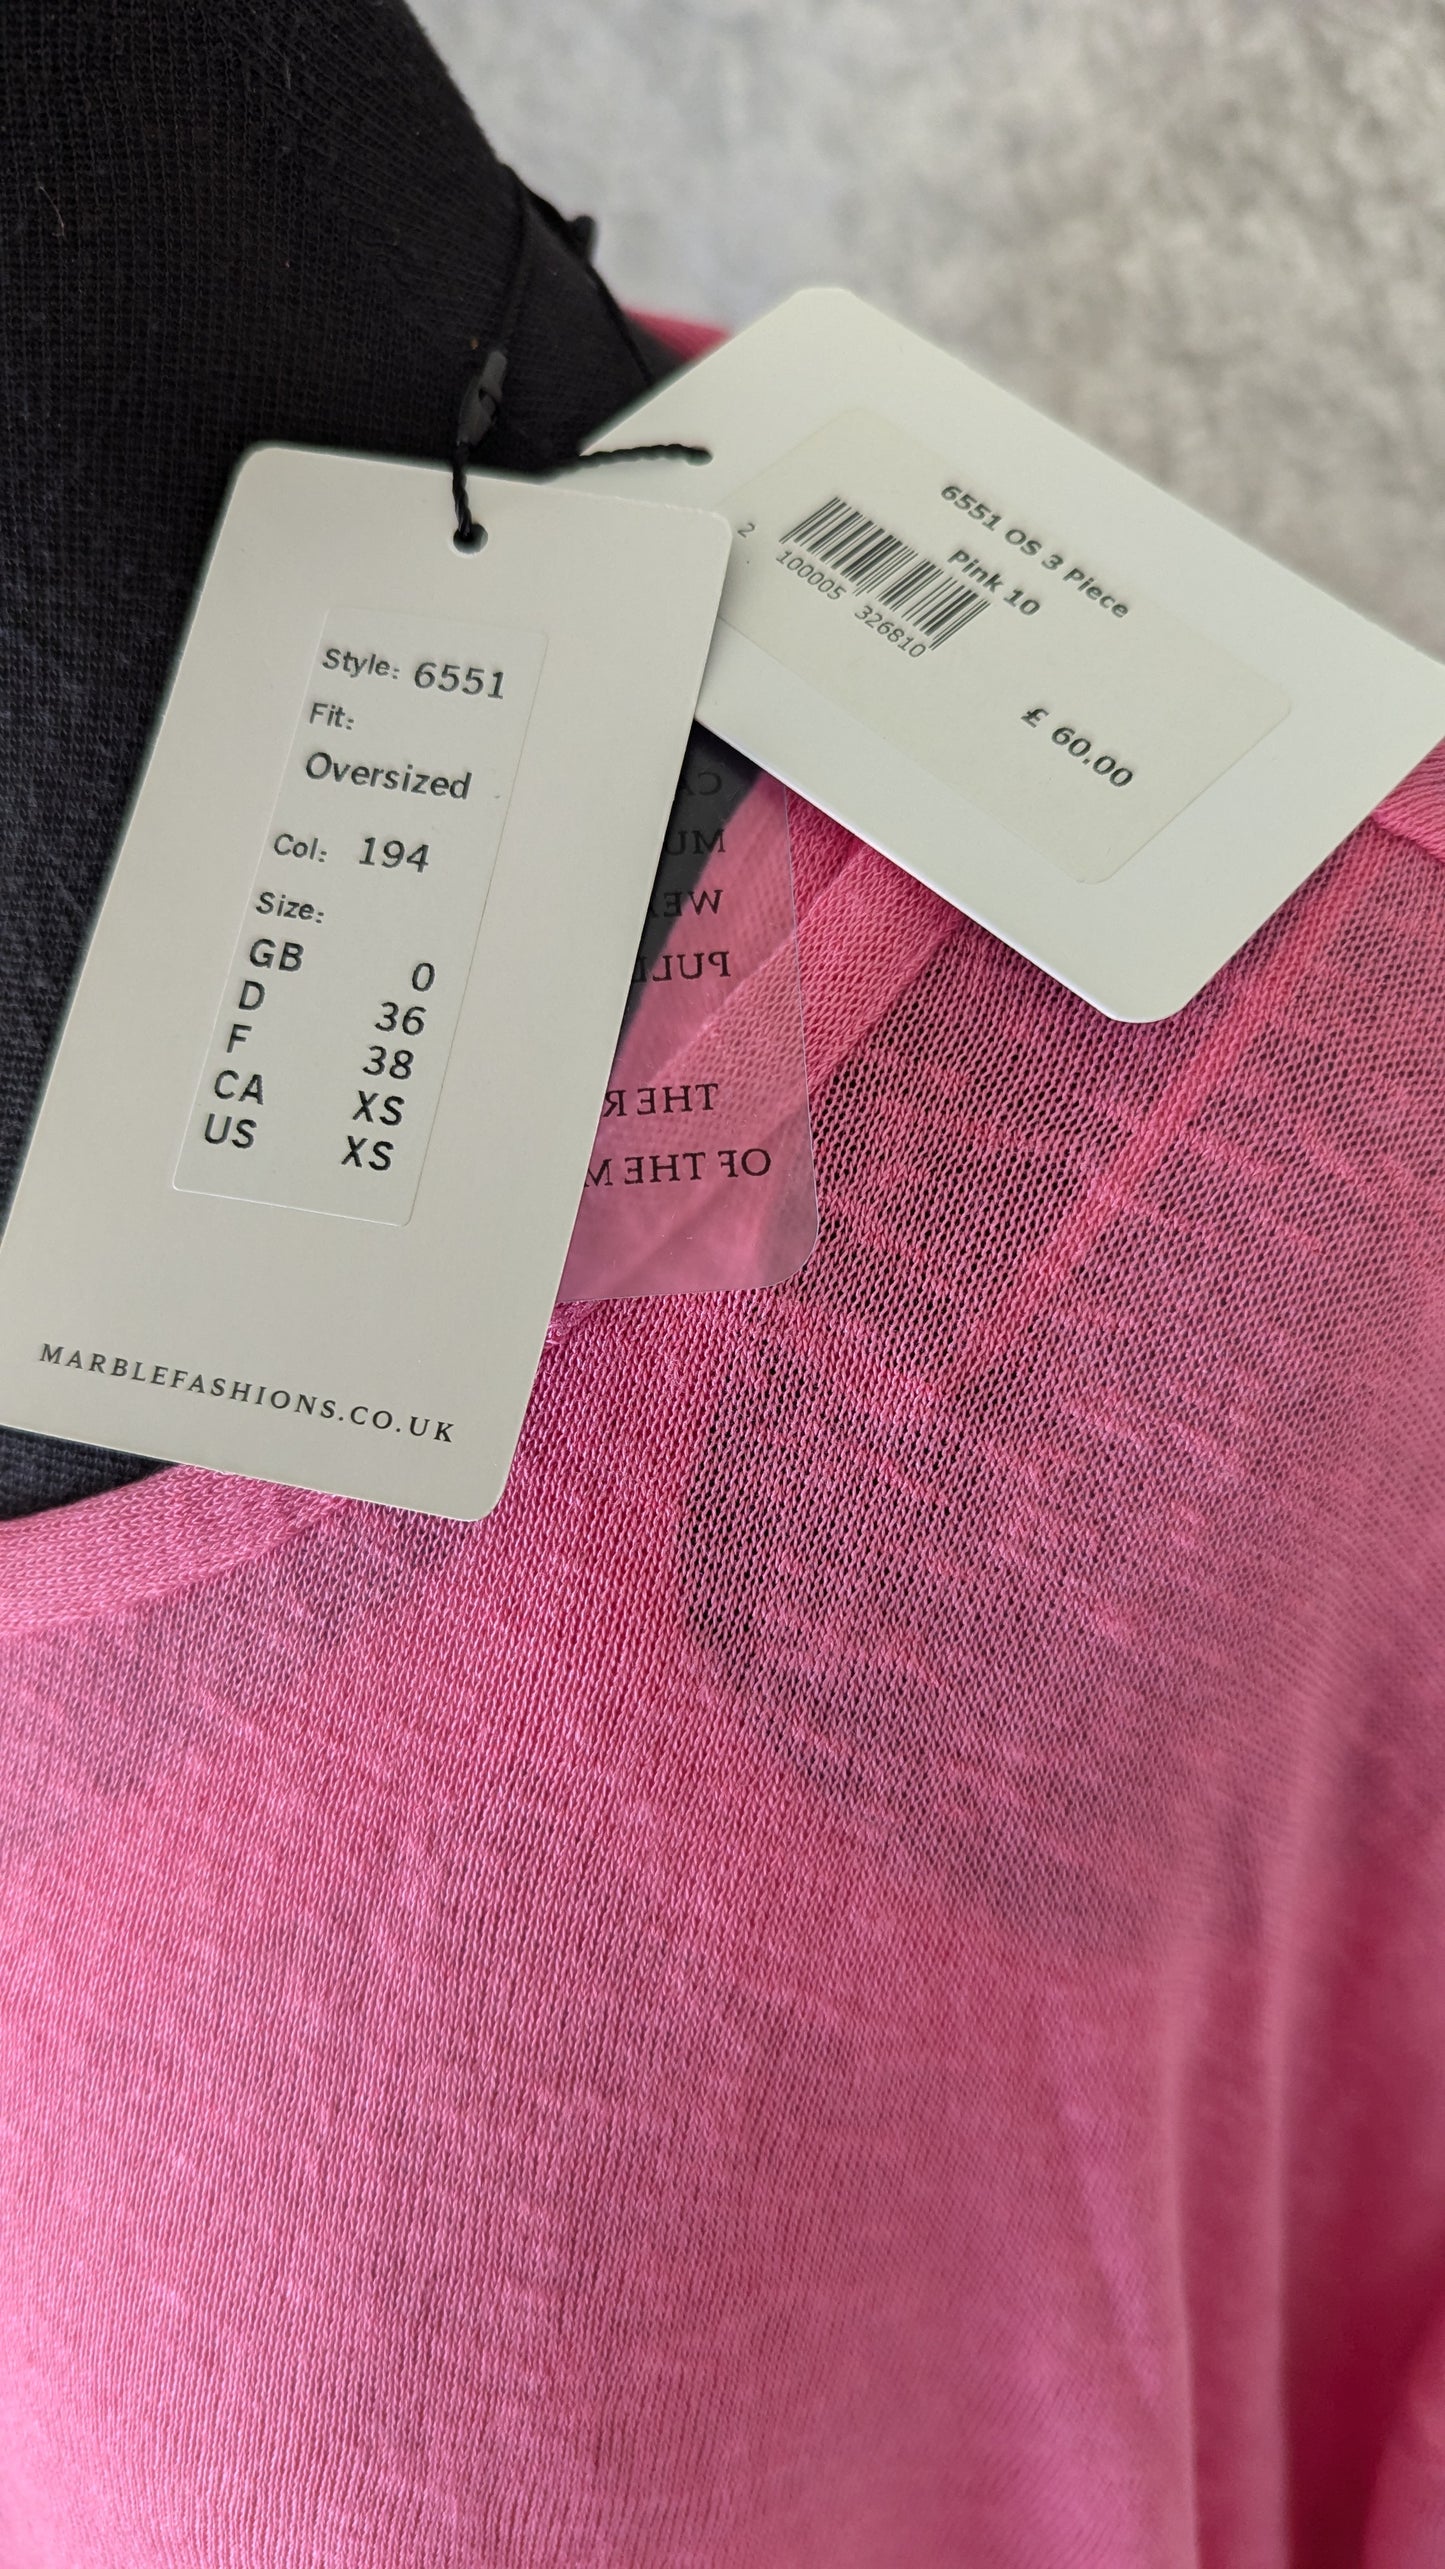 Style: 6551
Fit:
Oversized
Col: 194
Size:
GB 0
D 36
F 38
CA XS
US XS
MARBLEFASHIONS.CO.UK
6551 OS 3 Piece
Pink 10
2 100005 326810
£ 60.00
OF THE